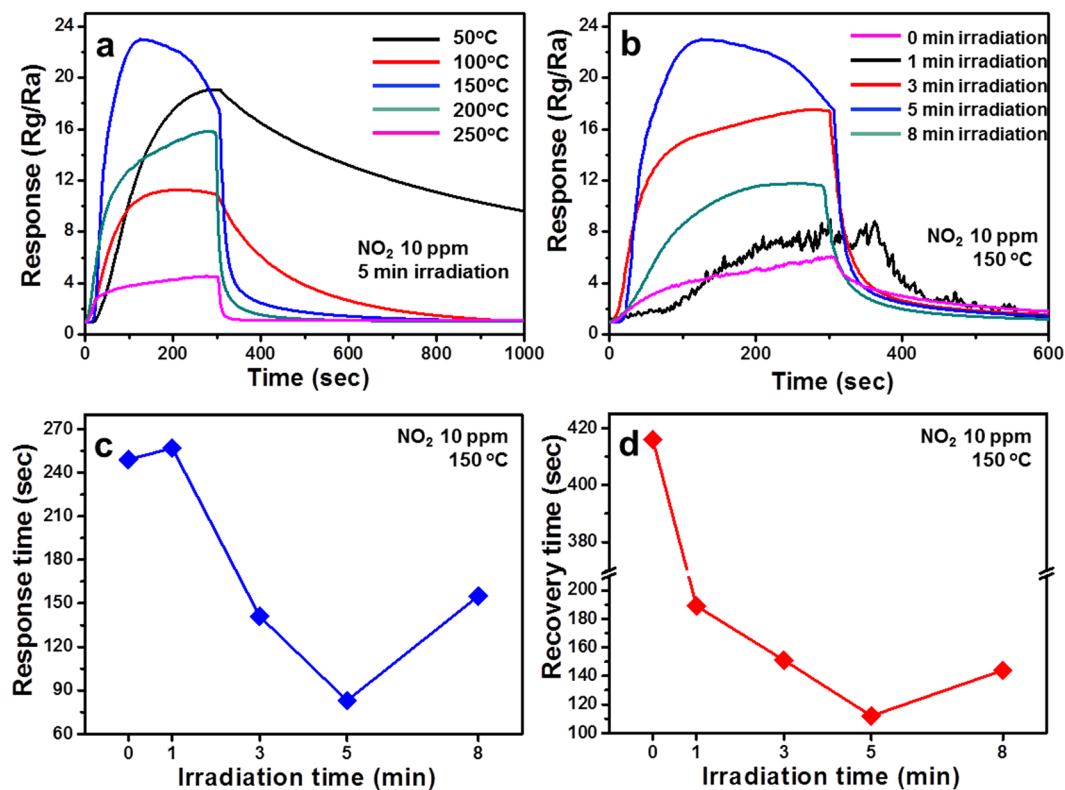 a
50°C
100°C
150°C
200°C
250°C
NO2 10 ppm
5 min irradiation
Response (Rg/Ra)
24
20
16
12
8
4
0
0 200 400 600 800 1000
Time (sec)
b
0 min irradiation
1 min irradiation
3 min irradiation
5 min irradiation
8 min irradiation
NO2 10 ppm
150 °C
Response (Rg/Ra)
24
20
16
12
8
4
0
0 200 400 600
Time (sec)
c
NO2 10 ppm
150 °C
Response time (sec)
270
240
210
180
150
120
90
60
0 1 3 5 8
Irradiation time (min)
d
NO2 10 ppm
150 °C
Recovery time (sec)
420
400
380
200
180
160
140
120
100
0 1 3 5 8
Irradiation time (min)